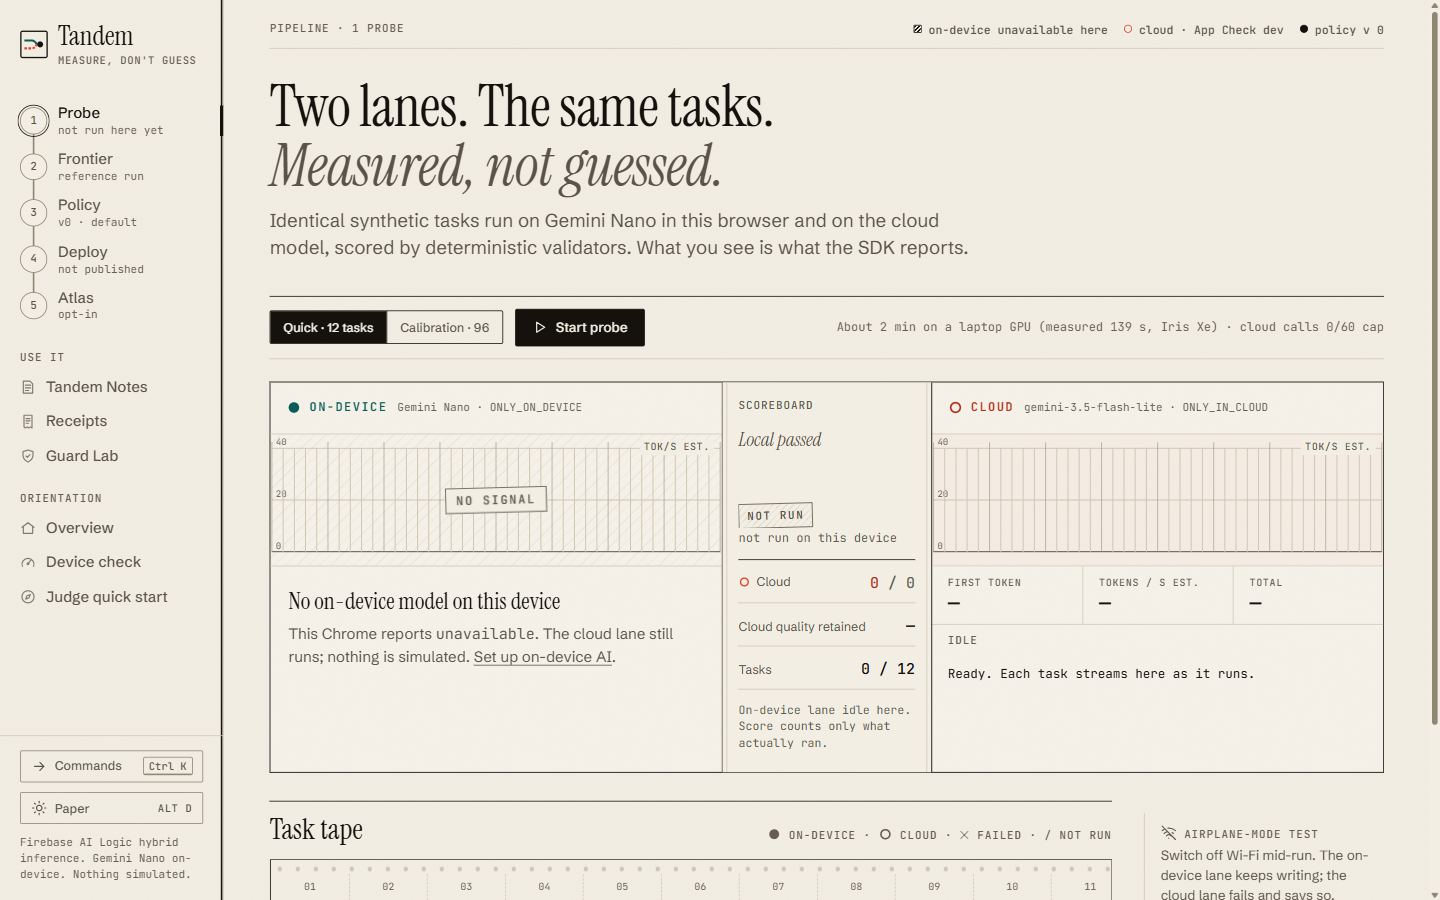 Tandem
MEASURE, DON'T GUESS
1
Probe
not run here yet
2
Frontier
reference run
3
Policy
v0 · default
4
Deploy
not published
5
Atlas
opt-in
USE IT
Tandem Notes
Receipts
Guard Lab
ORIENTATION
Overview
Device check
Judge quick start
Commands Ctrl K
Paper ALT D
Firebase AI Logic hybrid
inference. Gemini Nano on-
device. Nothing simulated.
PIPELINE · 1 PROBE
on-device unavailable here cloud · App Check dev policy v 0
Two lanes. The same tasks.
Measured, not guessed.
Identical synthetic tasks run on Gemini Nano in this browser and on the cloud
model, scored by deterministic validators. What you see is what the SDK reports.
Quick · 12 tasks Calibration · 96 Start probe
About 2 min on a laptop GPU (measured 139 s, Iris Xe) · cloud calls 0/60 cap
ON-DEVICE Gemini Nano · ONLY_ON_DEVICE
40
TOK/S EST.
20
NO SIGNAL
0
No on-device model on this device
This Chrome reports unavailable. The cloud lane still
runs; nothing is simulated. Set up on-device AI.
SCOREBOARD
Local passed
NOT RUN
not run on this device
Cloud 0 / 0
Cloud quality retained –
Tasks 0 / 12
On-device lane idle here.
Score counts only what
actually ran.
CLOUD gemini-3.5-flash-lite · ONLY_IN_CLOUD
40
TOK/S EST.
20
0
FIRST TOKEN TOKENS / S EST. TOTAL
– – –
IDLE
Ready. Each task streams here as it runs.
Task tape
ON-DEVICE · CLOUD · FAILED · / NOT RUN
01 02 03 04 05 06 07 08 09 10 11
AIRPLANE-MODE TEST
Switch off Wi-Fi mid-run. The on-
device lane keeps writing; the
cloud lane fails and says so.